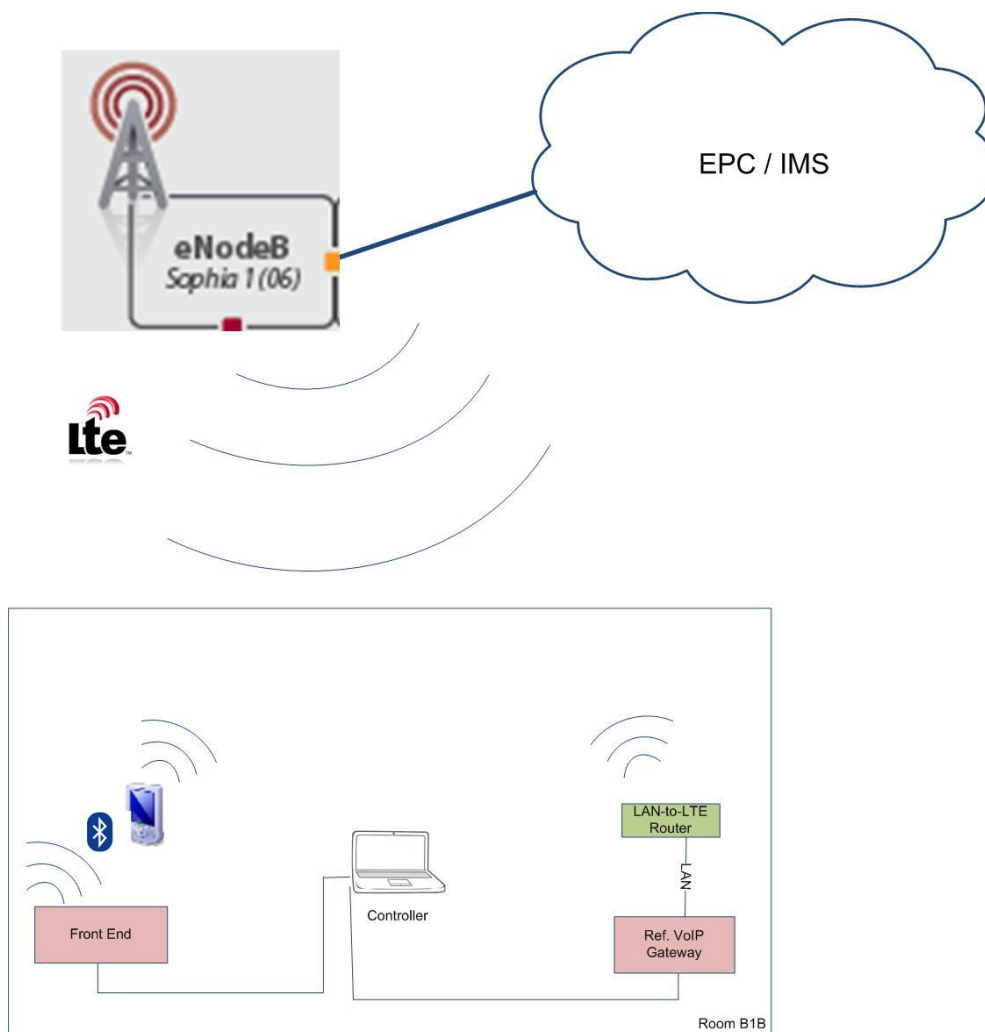 EPC / IMS
eNodeB
Sophia 1 (06)
Lte
LAN-to-LTE
Router
LAN
Controller
Front End
Ref. VoIP
Gateway
Room B1B